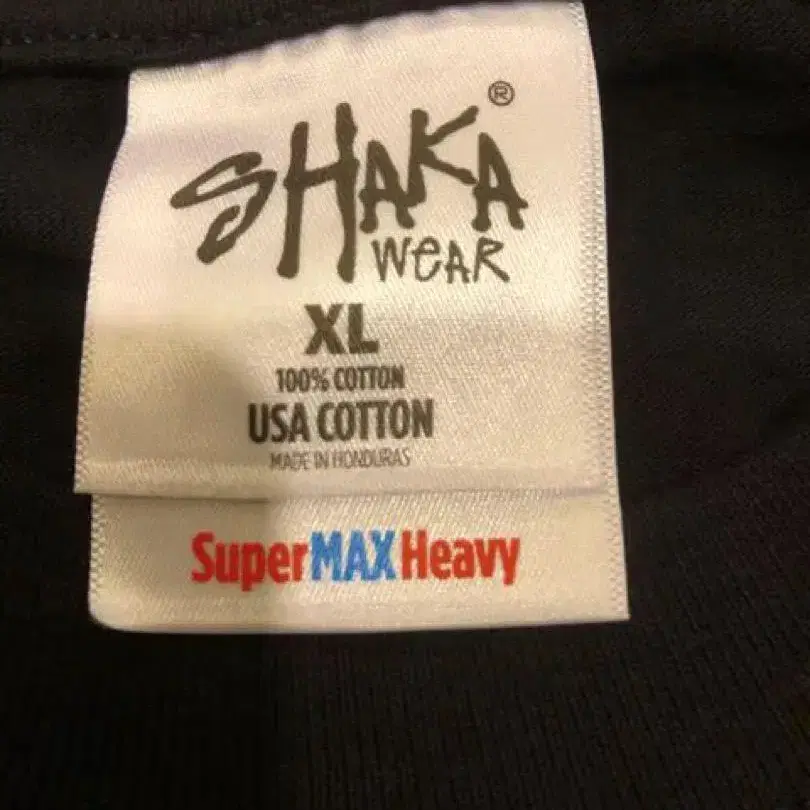 SHAKA®
WEAR
XL
100% COTTON
USA COTTON
MADE IN HONDURAS
SuperMAXHeavy